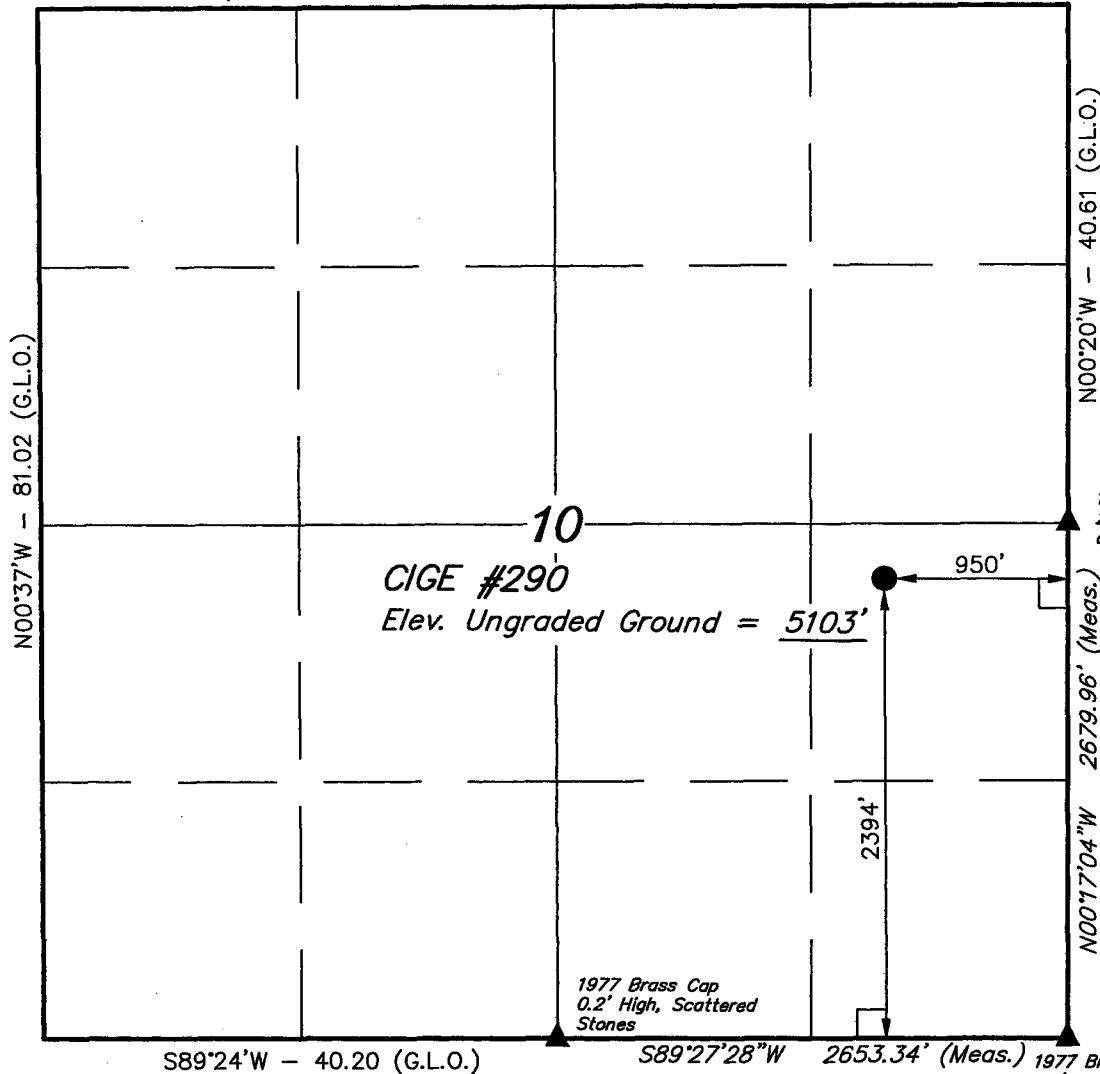 N00°37'W – 81.02 (G.L.O.)
N00°20'W – 40.61 (G.L.O.)
10
CIGE #290
Elev. Ungraded Ground = 5103'
950'
2394'
N00°17'04"W 2679.96' (Meas.)
1977 Brass Cap
0.2' High, Scattered
Stones
S89°24'W – 40.20 (G.L.O.)
S89°27'28"W 2653.34' (Meas.)
1977